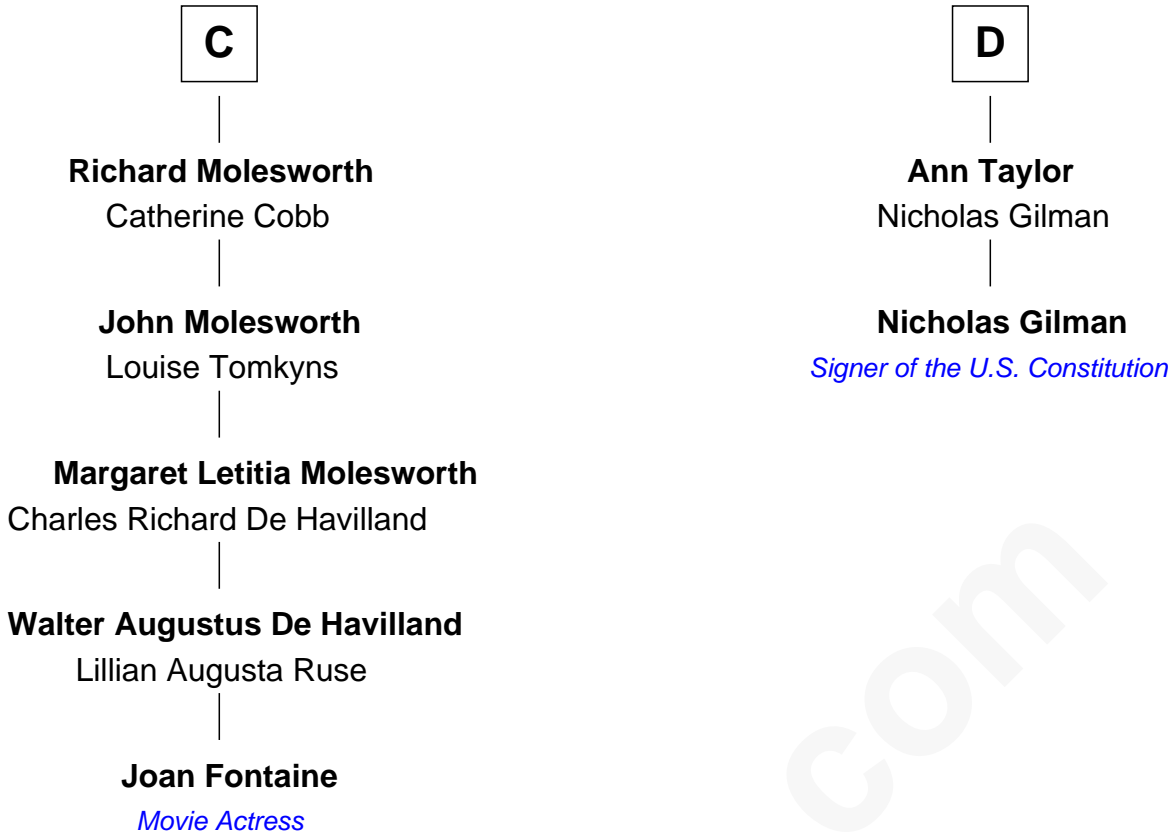 C
Richard Molesworth
Catherine Cobb
John Molesworth
Louise Tomkyns
Margaret Letitia Molesworth
Charles Richard De Havilland
Walter Augustus De Havilland
Lillian Augusta Ruse
Joan Fontaine
Movie Actress
D
Ann Taylor
Nicholas Gilman
Nicholas Gilman
Signer of the U.S. Constitution
com